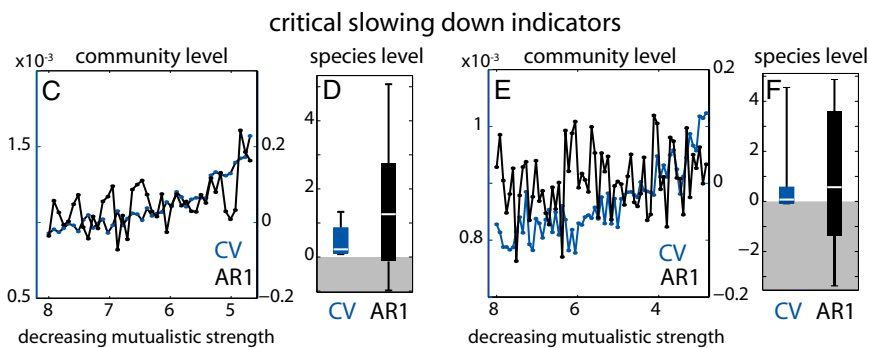 critical slowing down indicators
community level
species level
community level
species level
x10⁻³
C
1.5
0.5
0.2
0
−0.2
CV
AR1
8 7 6 5
decreasing mutualistic strength
D
5
0
CV AR1
x10⁻³
E
1
0.8
0.2
0
−0.2
CV
AR1
8 6 4
decreasing mutualistic strength
F
4
2
0
−2
−0.2
CV AR1